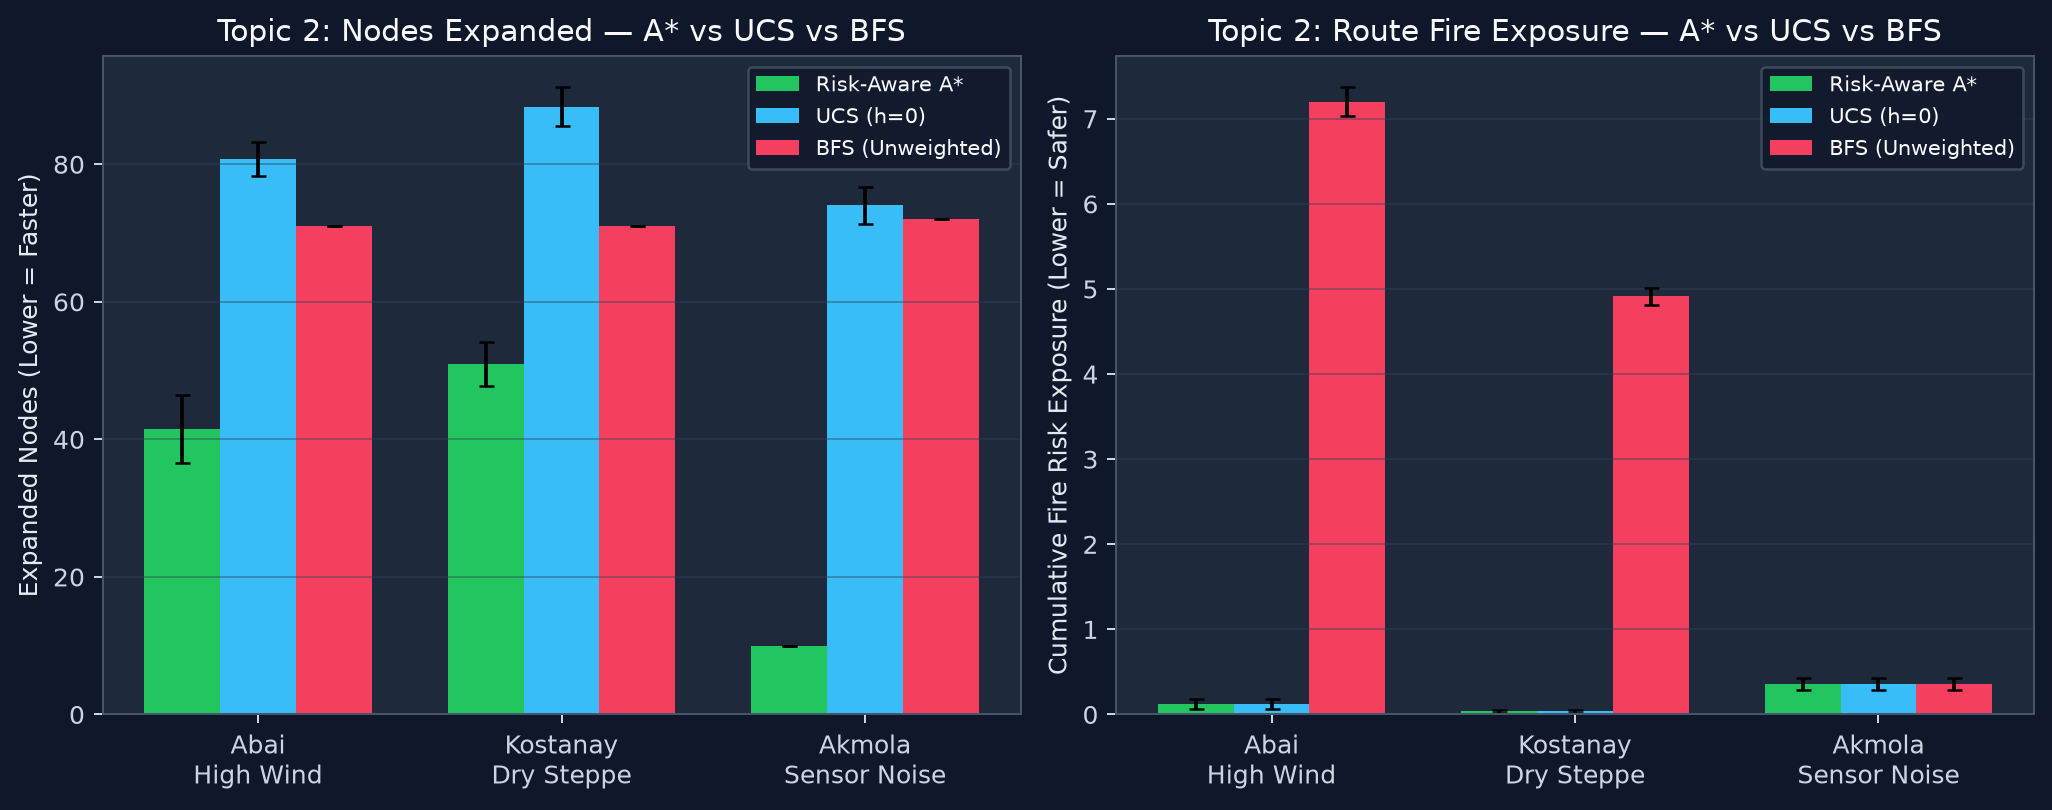 Topic 2: Nodes Expanded — A* vs UCS vs BFS
Expanded Nodes (Lower = Faster)
80
60
40
20
0
Risk-Aware A*
UCS (h=0)
BFS (Unweighted)
Abai
High Wind
Kostanay
Dry Steppe
Akmola
Sensor Noise
Topic 2: Route Fire Exposure — A* vs UCS vs BFS
Cumulative Fire Risk Exposure (Lower = Safer)
7
6
5
4
3
2
1
0
Risk-Aware A*
UCS (h=0)
BFS (Unweighted)
Abai
High Wind
Kostanay
Dry Steppe
Akmola
Sensor Noise